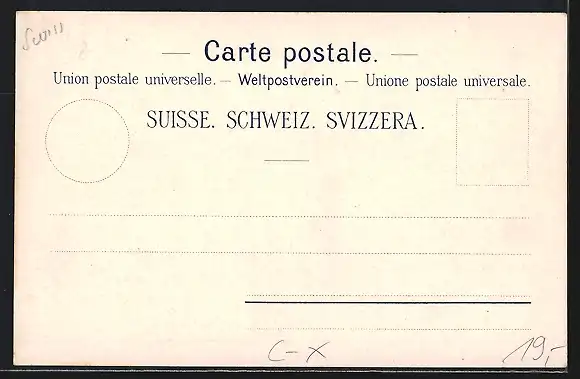 — Carte postale. —
Union postale universelle. — Weltpostverein. — Unione postale universale.
SUISSE. SCHWEIZ. SVIZZERA.
C-X
19,-